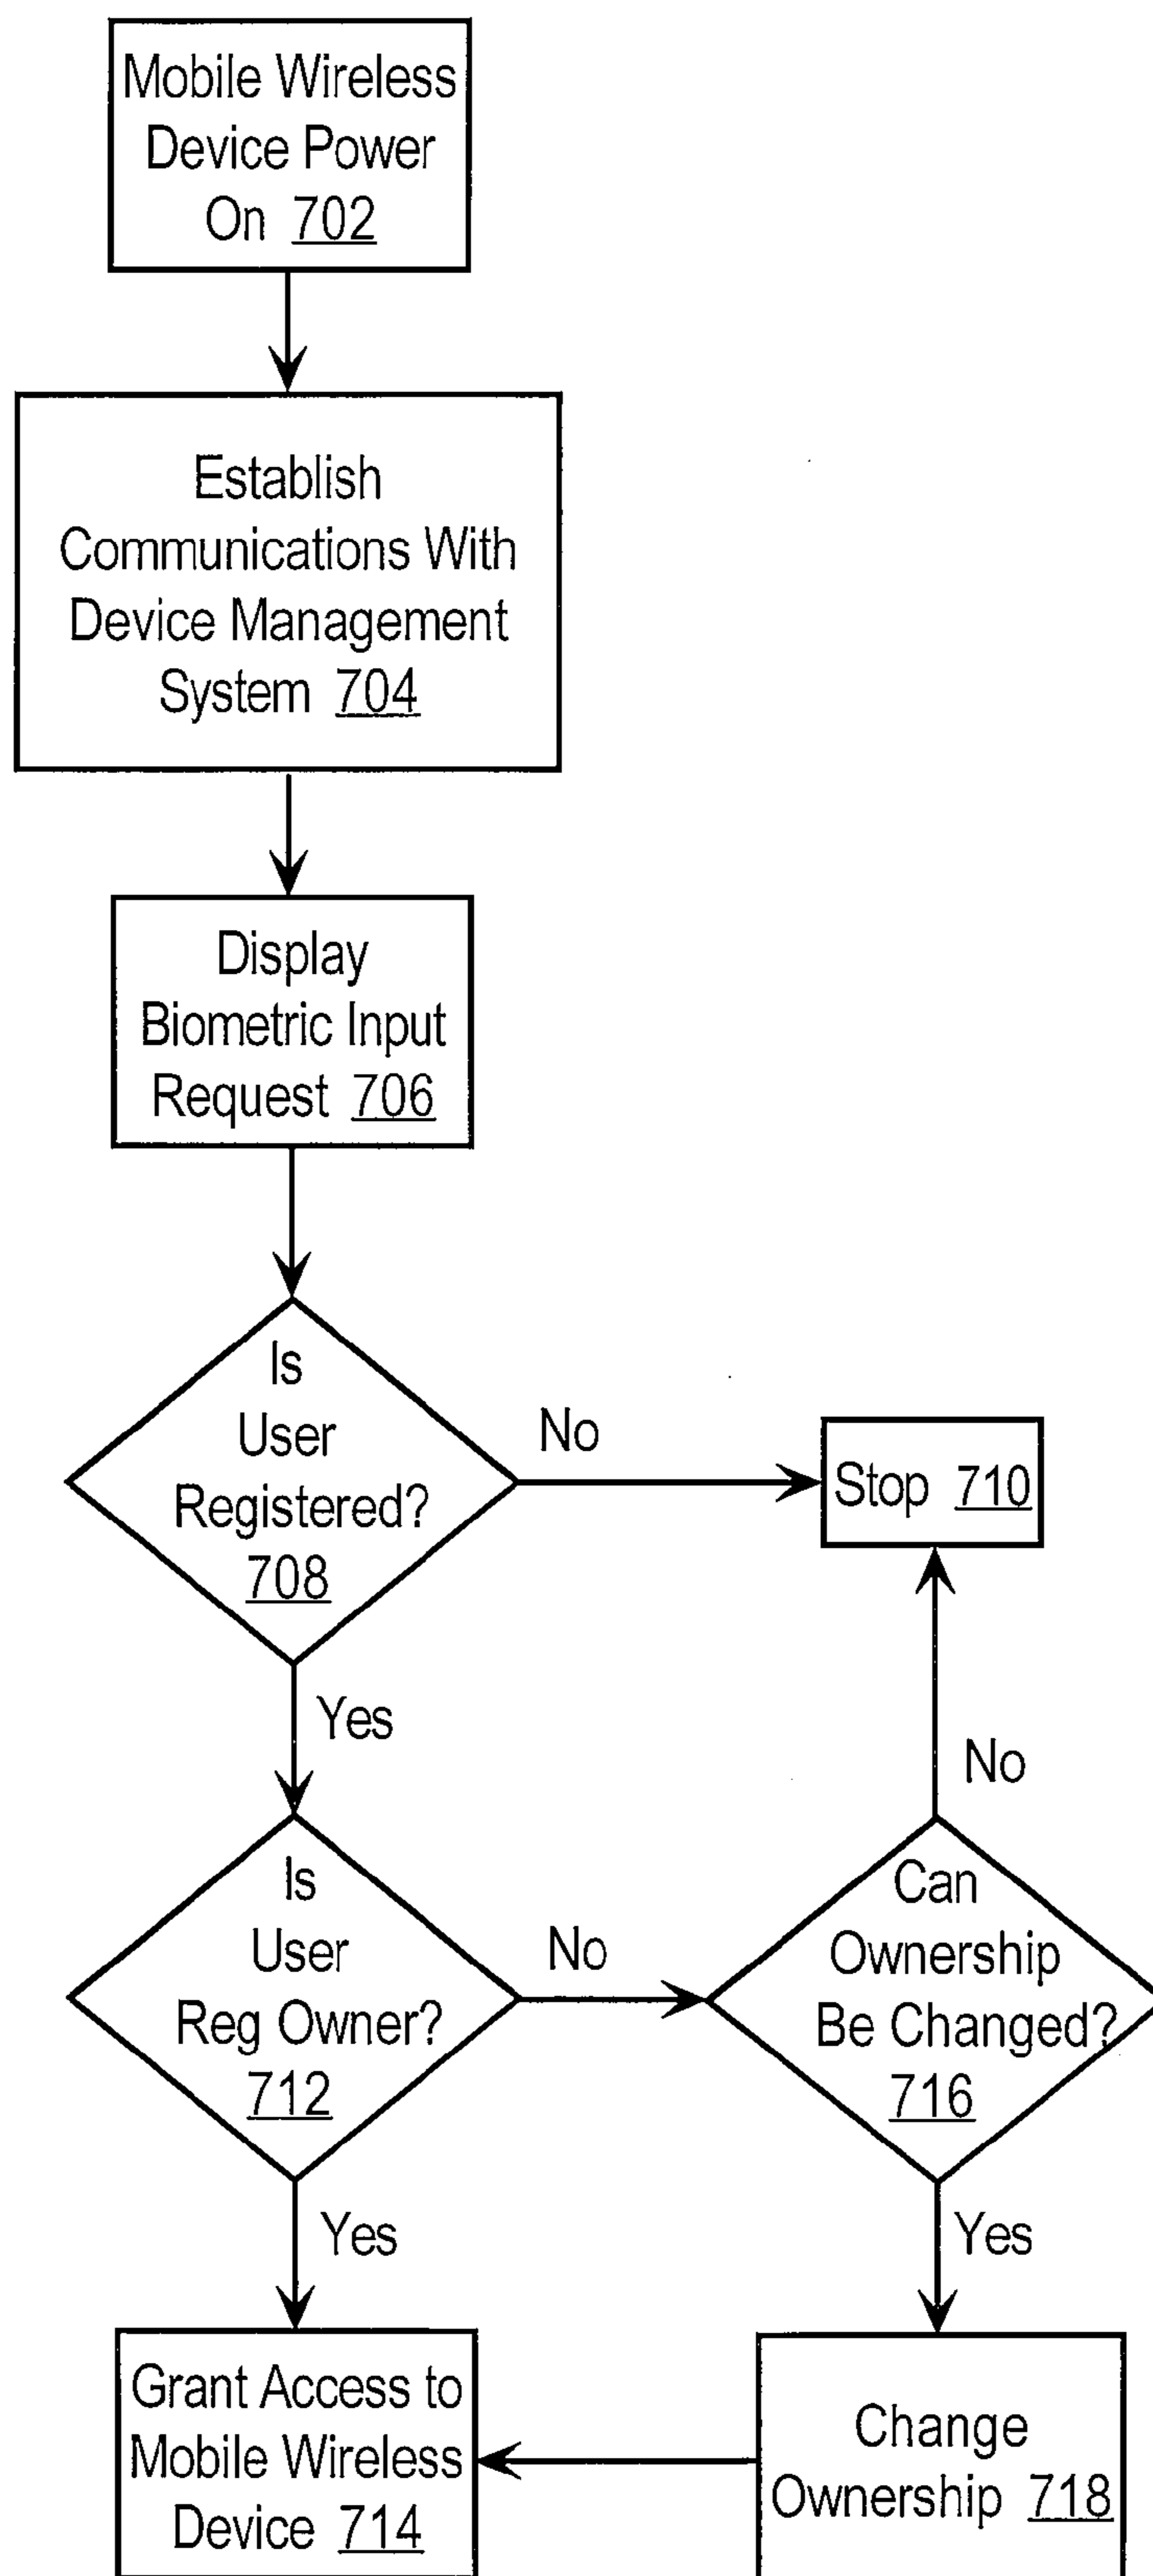 Mobile Wireless
Device Power
On 702
Establish
Communications With
Device Management
System 704
Display
Biometric Input
Request 706
Is
User
Registered?
708
No
Stop 710
Yes
No
Is
User
Reg Owner?
712
No
Can
Ownership
Be Changed?
716
Yes
Yes
Grant Access to
Mobile Wireless
Device 714
Change
Ownership 718